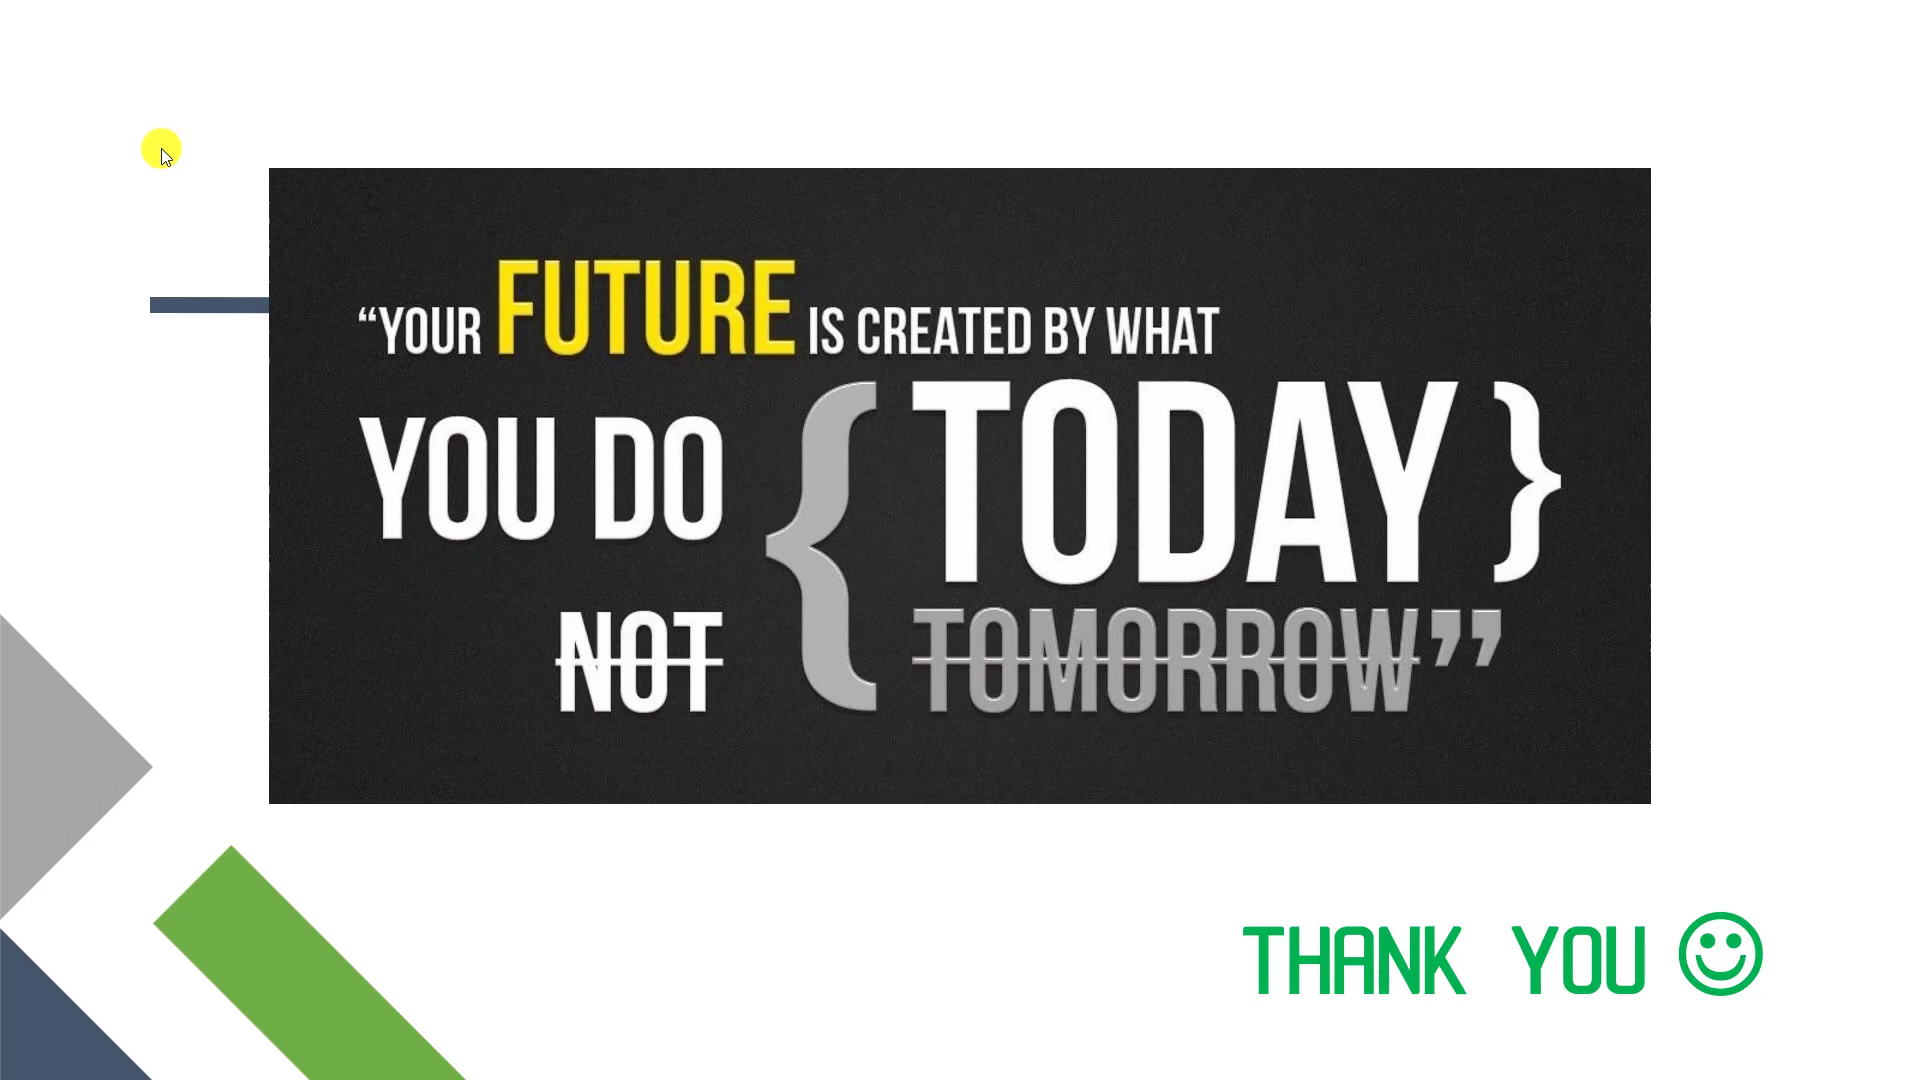 “YOUR FUTURE IS CREATED BY WHAT
YOU DO { TODAY }
NOT TOMORROW”
THANK YOU ☺